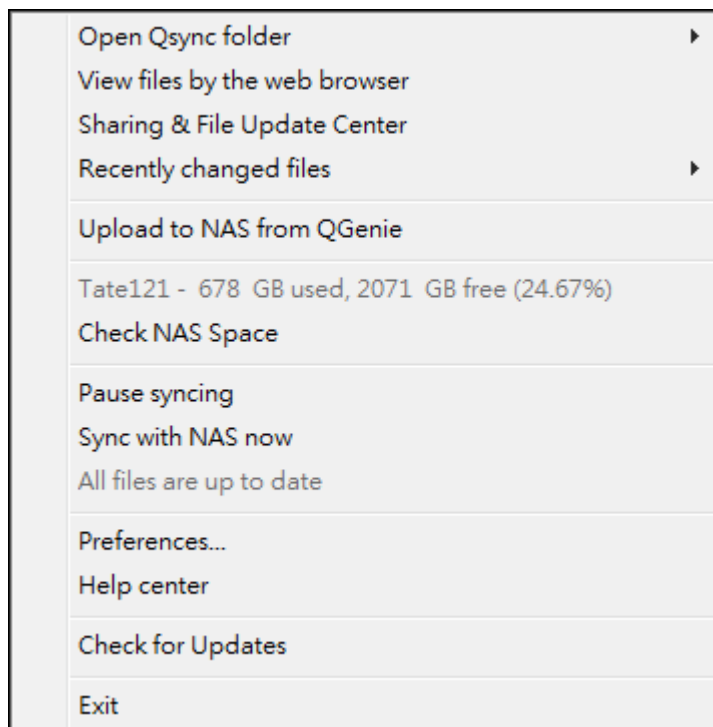 Open Qsync folder
View files by the web browser
Sharing & File Update Center
Recently changed files
Upload to NAS from QGenie
Tate121 - 678 GB used, 2071 GB free (24.67%)
Check NAS Space
Pause syncing
Sync with NAS now
All files are up to date
Preferences...
Help center
Check for Updates
Exit